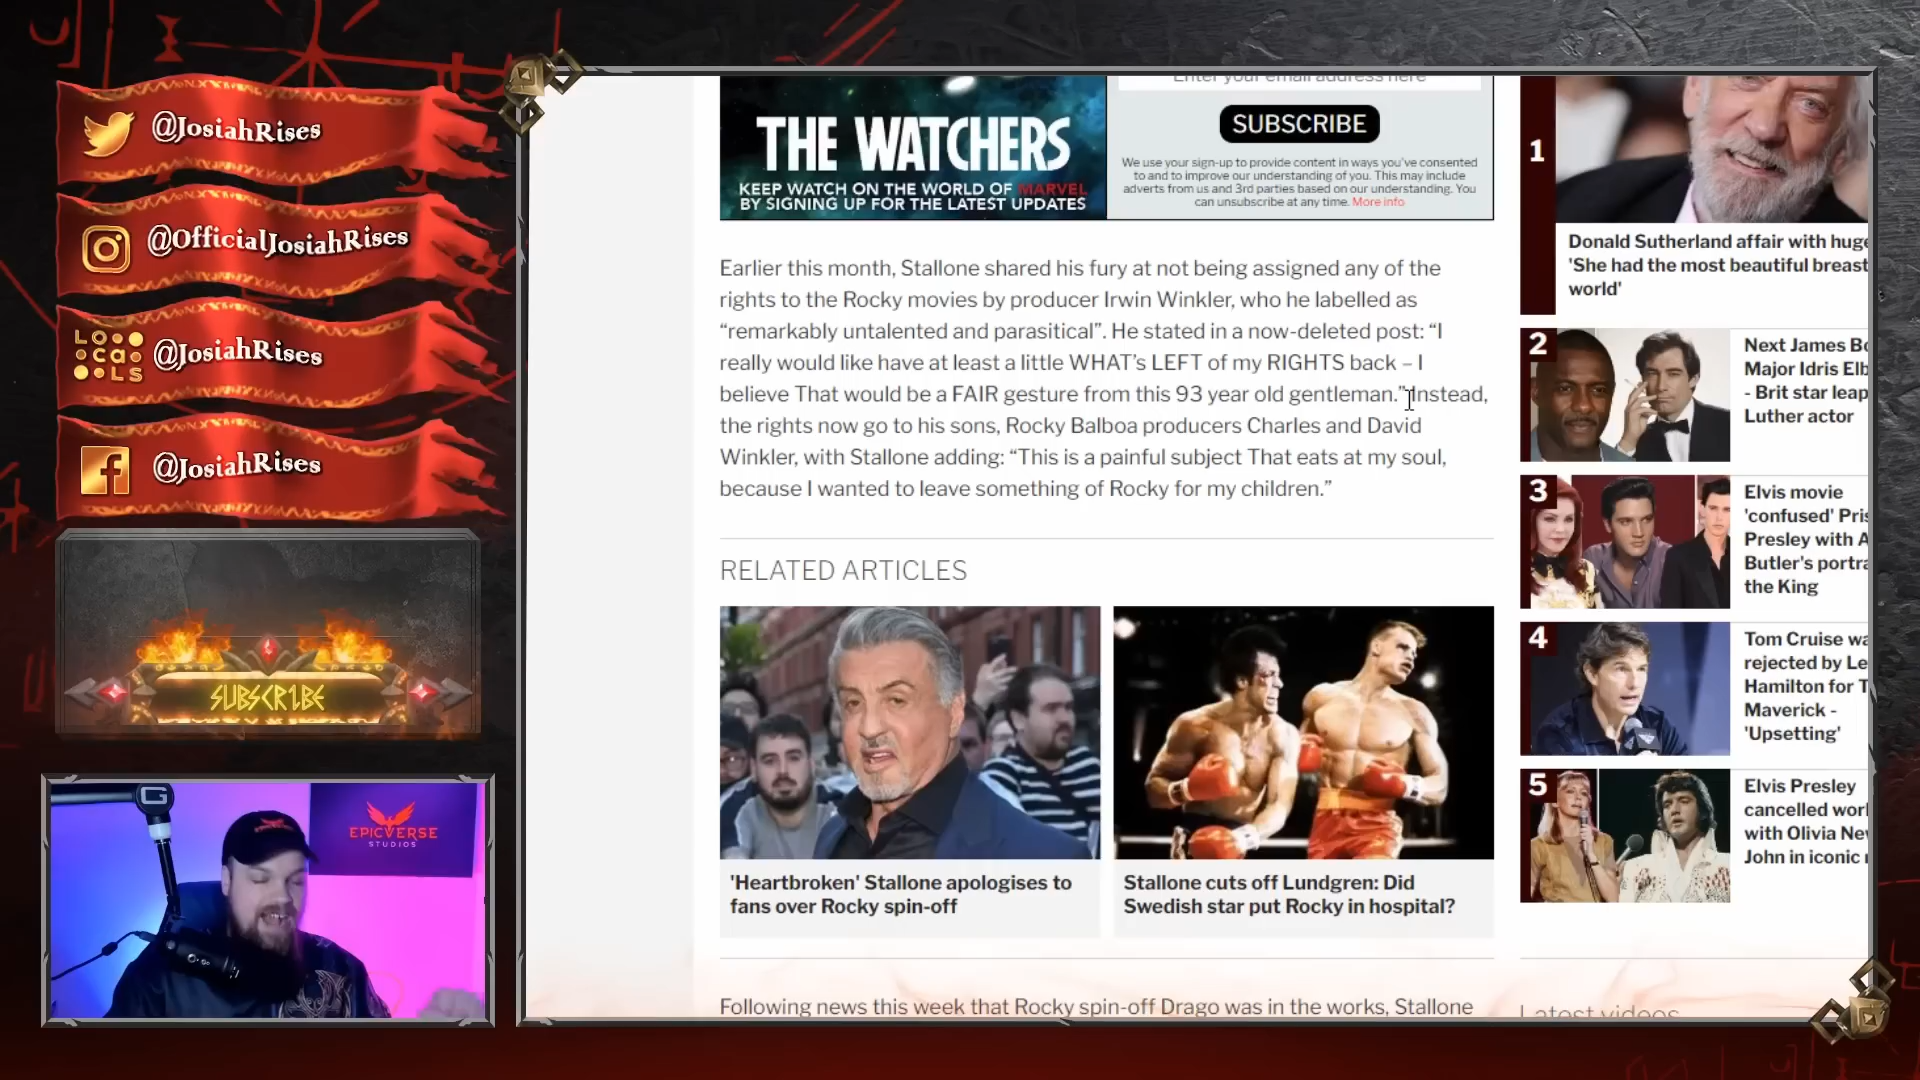 @JosiahRises
@OfficialJosiahRises
LO
ca
LS
@JosiahRises
@JosiahRises
SUBSCRIBE
G
EPICVERSE
STUDIOS
Enter your email address here
THE WATCHERS
KEEP WATCH ON THE WORLD OF MARVEL
BY SIGNING UP FOR THE LATEST UPDATES
SUBSCRIBE
We use your sign-up to provide content in ways you've consented
to and to improve our understanding of you. This may include
adverts from us and 3rd parties based on our understanding. You
can unsubscribe at any time. More info
Earlier this month, Stallone shared his fury at not being assigned any of the
rights to the Rocky movies by producer Irwin Winkler, who he labelled as
“remarkably untalented and parasitical”. He stated in a now-deleted post: “I
really would like have at least a little WHAT’s LEFT of my RIGHTS back – I
believe That would be a FAIR gesture from this 93 year old gentleman.” Instead,
the rights now go to his sons, Rocky Balboa producers Charles and David
Winkler, with Stallone adding: “This is a painful subject That eats at my soul,
because I wanted to leave something of Rocky for my children.”
RELATED ARTICLES
'Heartbroken' Stallone apologises to
fans over Rocky spin-off
Stallone cuts off Lundgren: Did
Swedish star put Rocky in hospital?
Following news this week that Rocky spin-off Drago was in the works, Stallone
1
Donald Sutherland affair with huge
'She had the most beautiful breast
world'
2
Next James Bo
Major Idris Elb
- Brit star leap
Luther actor
3
Elvis movie
'confused' Pris
Presley with A
Butler's portra
the King
4
Tom Cruise wa
rejected by Le
Hamilton for T
Maverick -
'Upsetting'
5
Elvis Presley
cancelled worl
with Olivia Ne
John in iconic
Latest videos